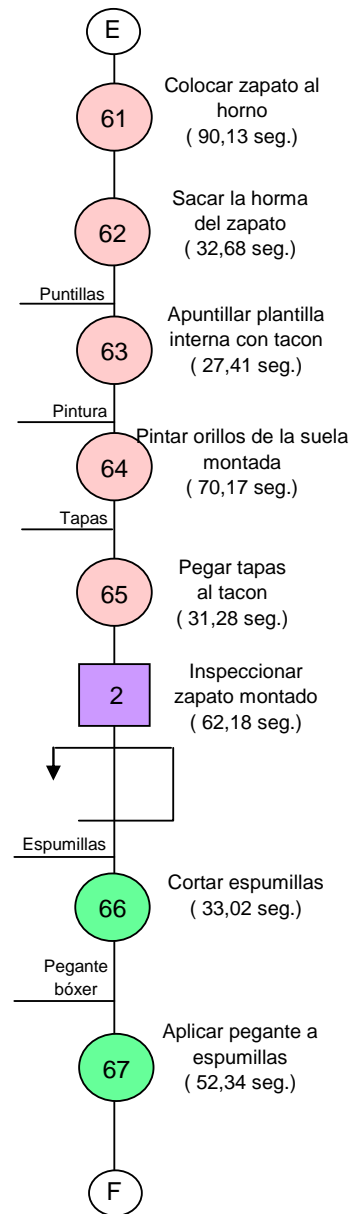 E
61
Colocar zapato al
horno
( 90,13 seg.)
62
Sacar la horma
del zapato
( 32,68 seg.)
Puntillas
63
Apuntillar plantilla
interna con tacon
( 27,41 seg.)
Pintura
64
Pintar orillos de la suela
montada
( 70,17 seg.)
Tapas
65
Pegar tapas
al tacon
( 31,28 seg.)
2
Inspeccionar
zapato montado
( 62,18 seg.)
Espumillas
66
Cortar espumillas
( 33,02 seg.)
Pegante
bóxer
67
Aplicar pegante a
espumillas
( 52,34 seg.)
F